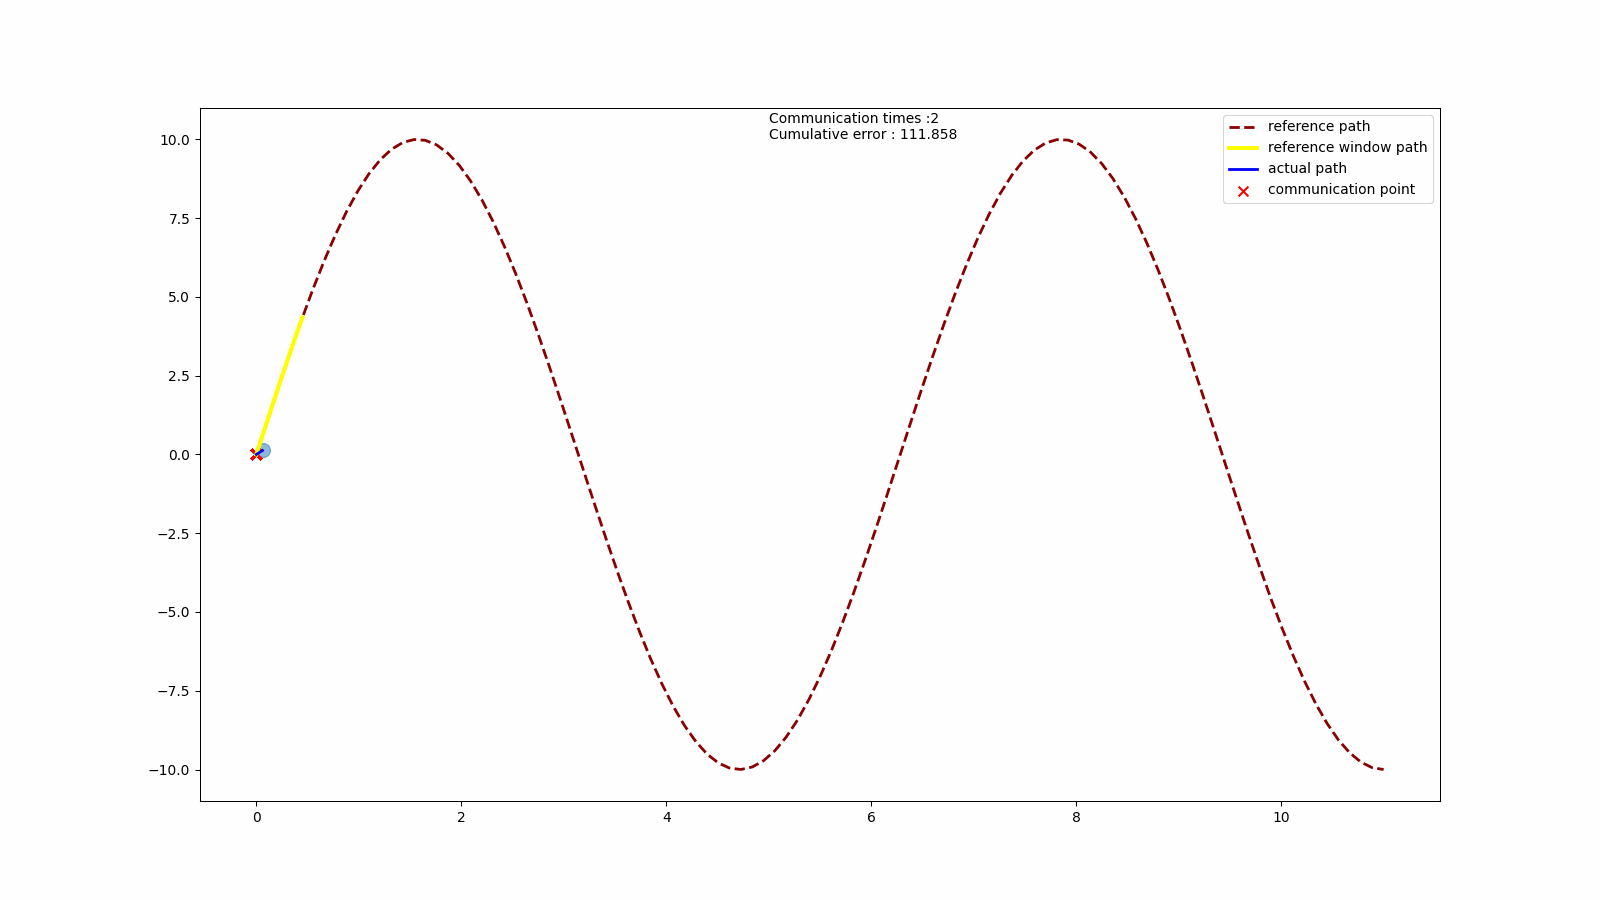 Communication times :2
Cumulative error : 111.858
reference path
reference window path
actual path
communication point
10.0
7.5
5.0
2.5
0.0
−2.5
−5.0
−7.5
−10.0
0 2 4 6 8 10